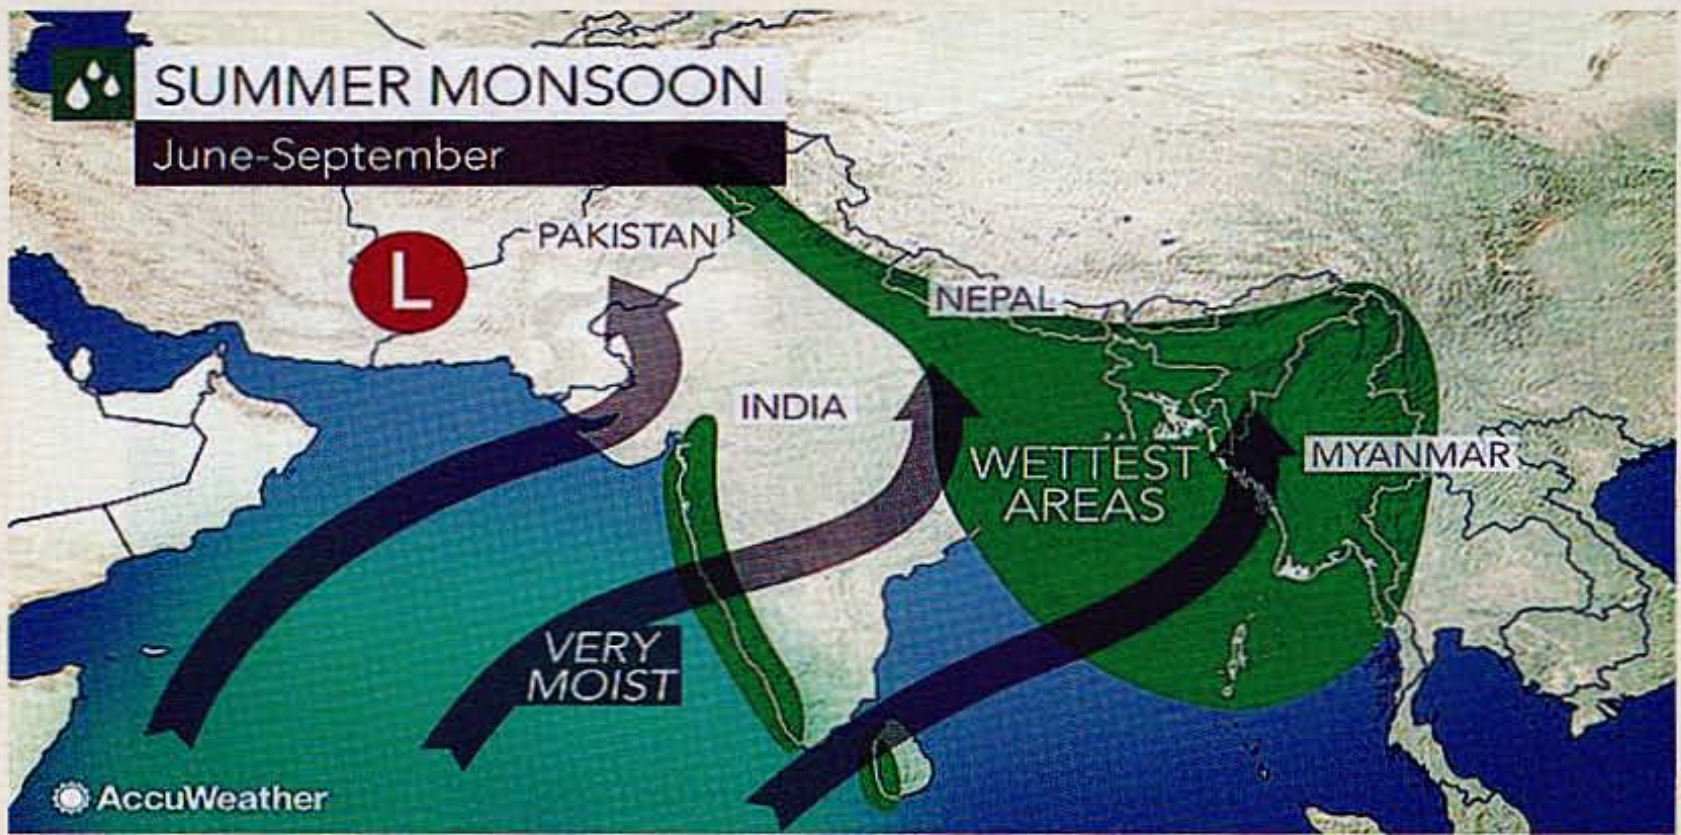 SUMMER MONSOON
June-September
PAKISTAN
L
NEPAL
INDIA
WETTEST
AREAS
MYANMAR
VERY
MOIST
AccuWeather